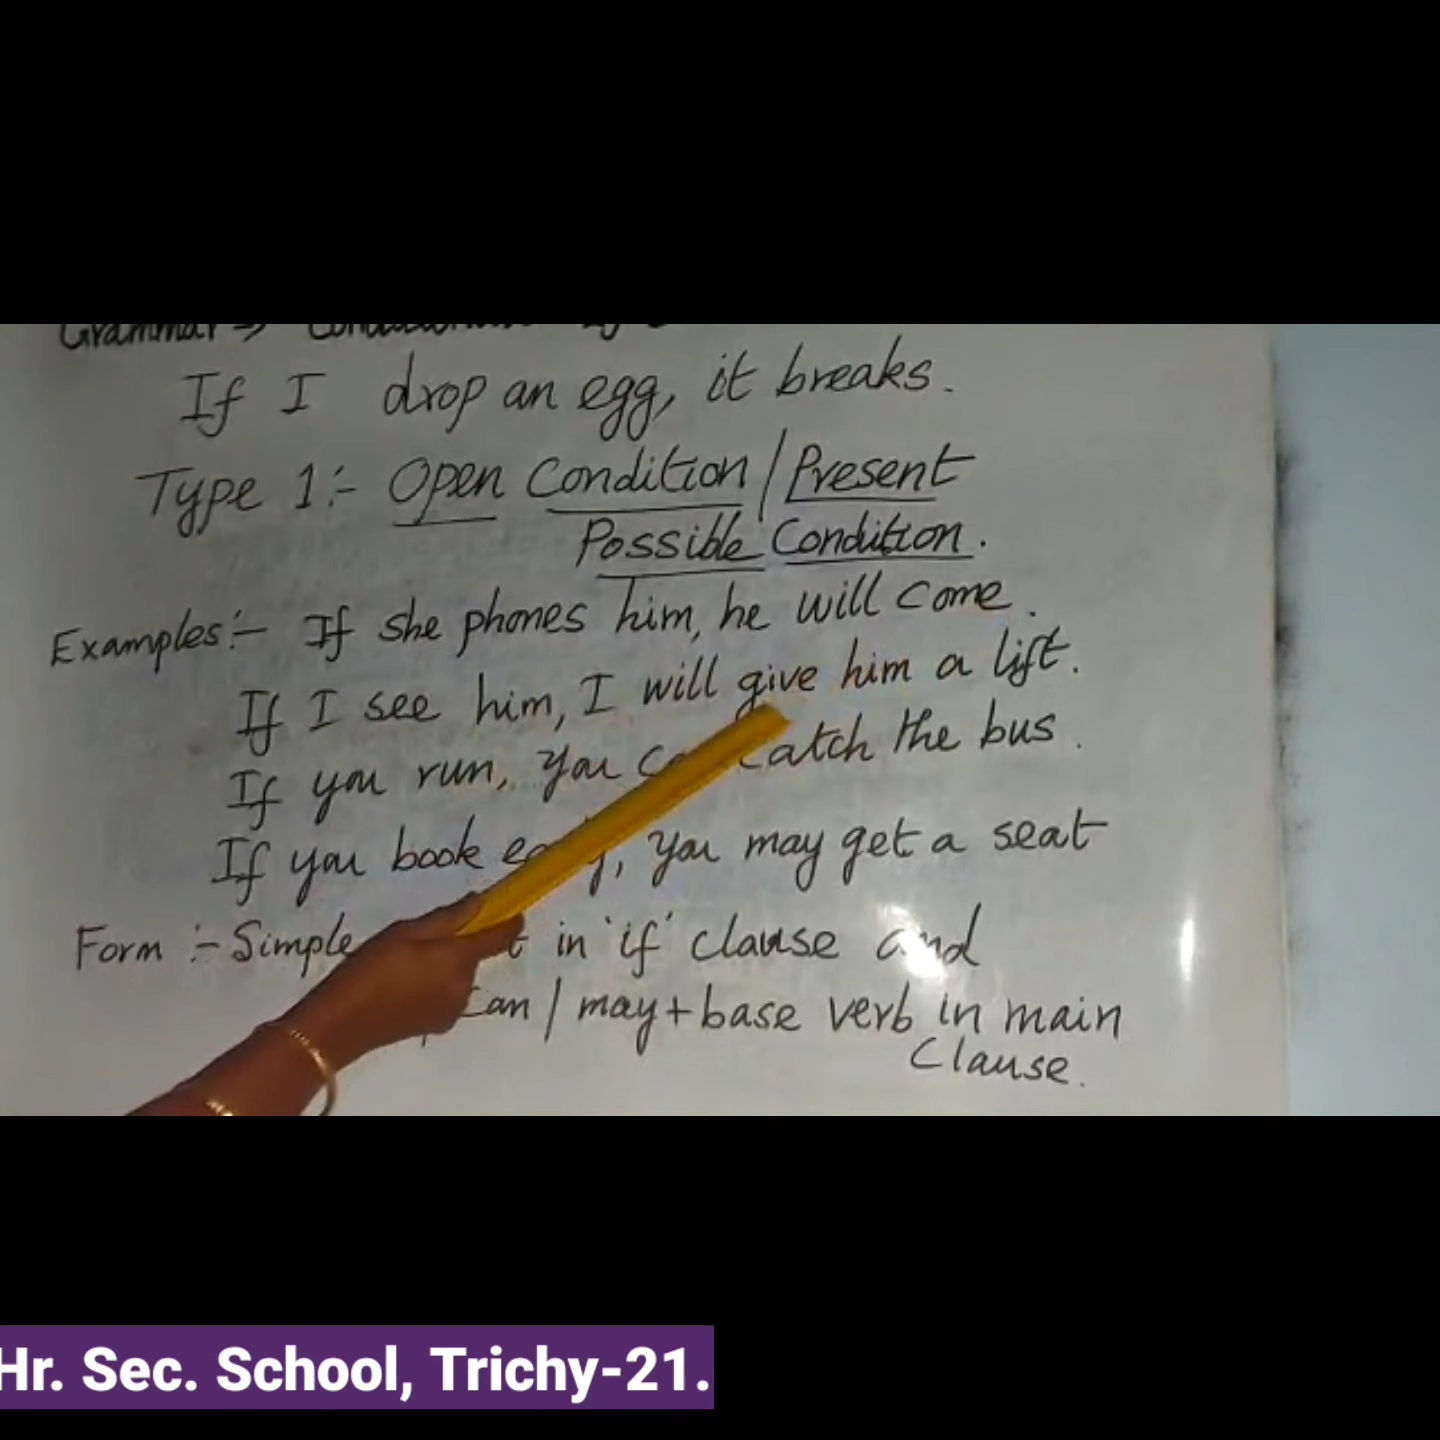 Grammar →
If I drop an egg, it breaks.
Type 1:- Open Condition / Present
Possible Condition.
Examples:- If she phones him, he will come.
If I see him, I will give him a lift.
If you run, you catch the bus.
If you book, you may get a seat
Form :- Simple in 'if' clause and
can / may + base verb in main
Clause.
Hr. Sec. School, Trichy-21.